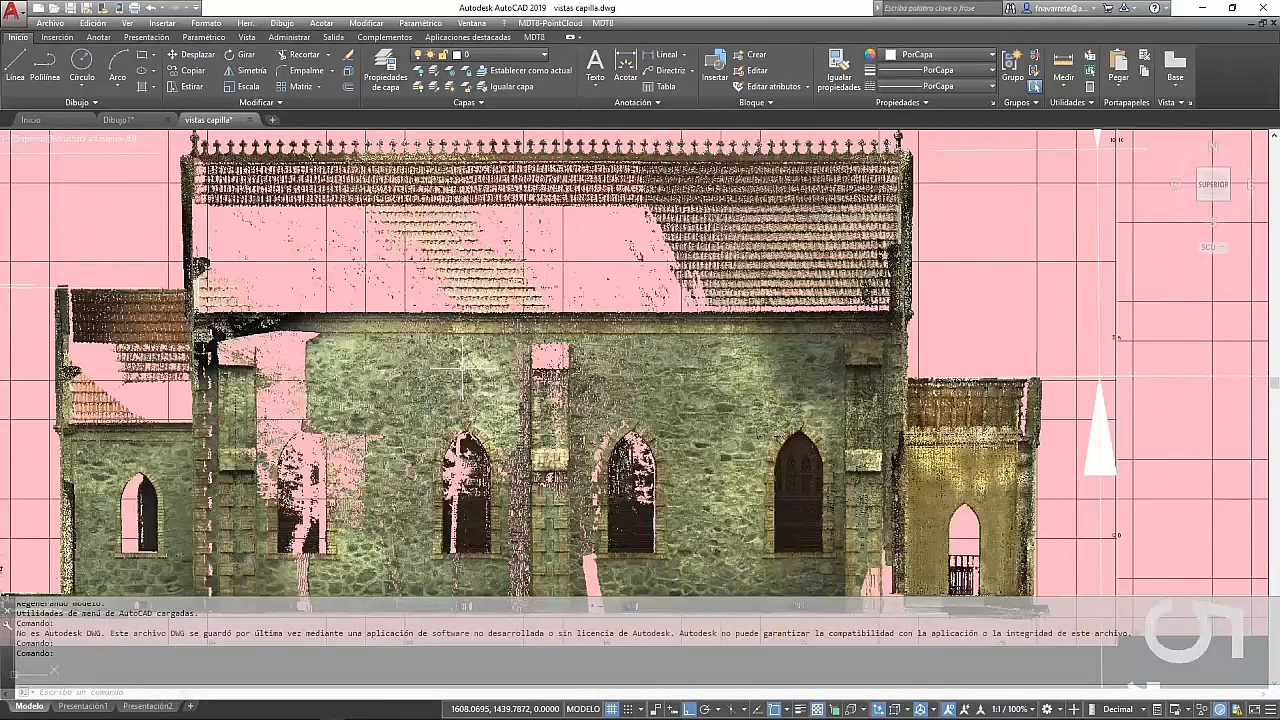 Autodesk AutoCAD 2019 vistas capilla.dwg
Escriba palabra clave o frase
fnavarrete@a...
Archivo Edición Ver Insertar Formato Herr. Dibujo Acotar Modificar Paramétrico Ventana ? MDT8-PointCloud MDT8
Inicio Inserción Anotar Presentación Paramétrico Vista Administrar Salida Complementos Aplicaciones destacadas MDT8
Línea Polilínea Círculo Arco
Desplazar Girar Recortar
Copiar Simetría Empalme
Estirar Escala Matriz
Propiedades de capa
0
Establecer como actual
Igualar capa
Texto Acotar
Lineal
Directriz
Tabla
Insertar
Crear
Editar
Editar atributos
Igualar propiedades
PorCapa
PorCapa
PorCapa
Grupo
Medir
Pegar
Base
Dibujo Modificar Capas Anotación Bloque Propiedades Grupos Utilidades Portapapeles Vista
Inicio Dibujo1* vistas capilla*
SUPERIOR
SCU
Regenerando modelo.
Utilidades de menú de AutoCAD cargadas.
Comando:
No es Autodesk DWG. Este archivo DWG se guardó por última vez mediante una aplicación de software no desarrollada o sin licencia de Autodesk. Autodesk no puede garantizar la compatibilidad con la aplicación o la integridad de este archivo.
Comando:
Comando:
Escriba un comando
Modelo Presentación1 Presentación2
1608.0695, 1439.7872, 0.0000 MODELO
1:1 / 100%
Decimal